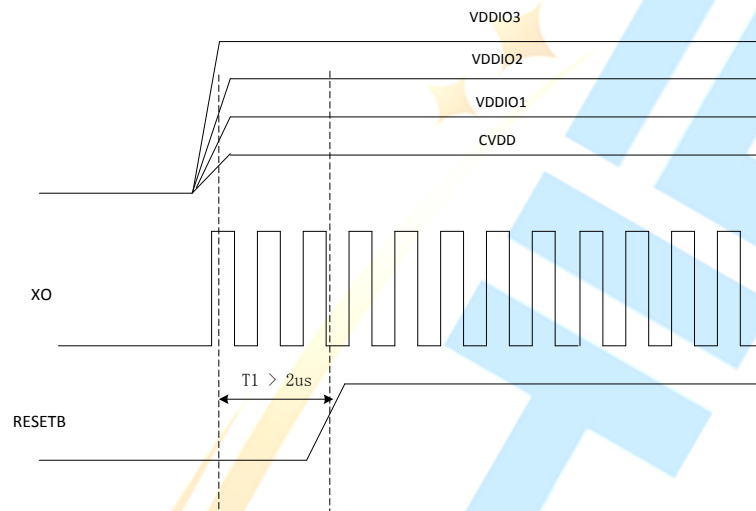 VDDIO3
VDDIO2
VDDIO1
CVDD
XO
T1 > 2us
RESETB